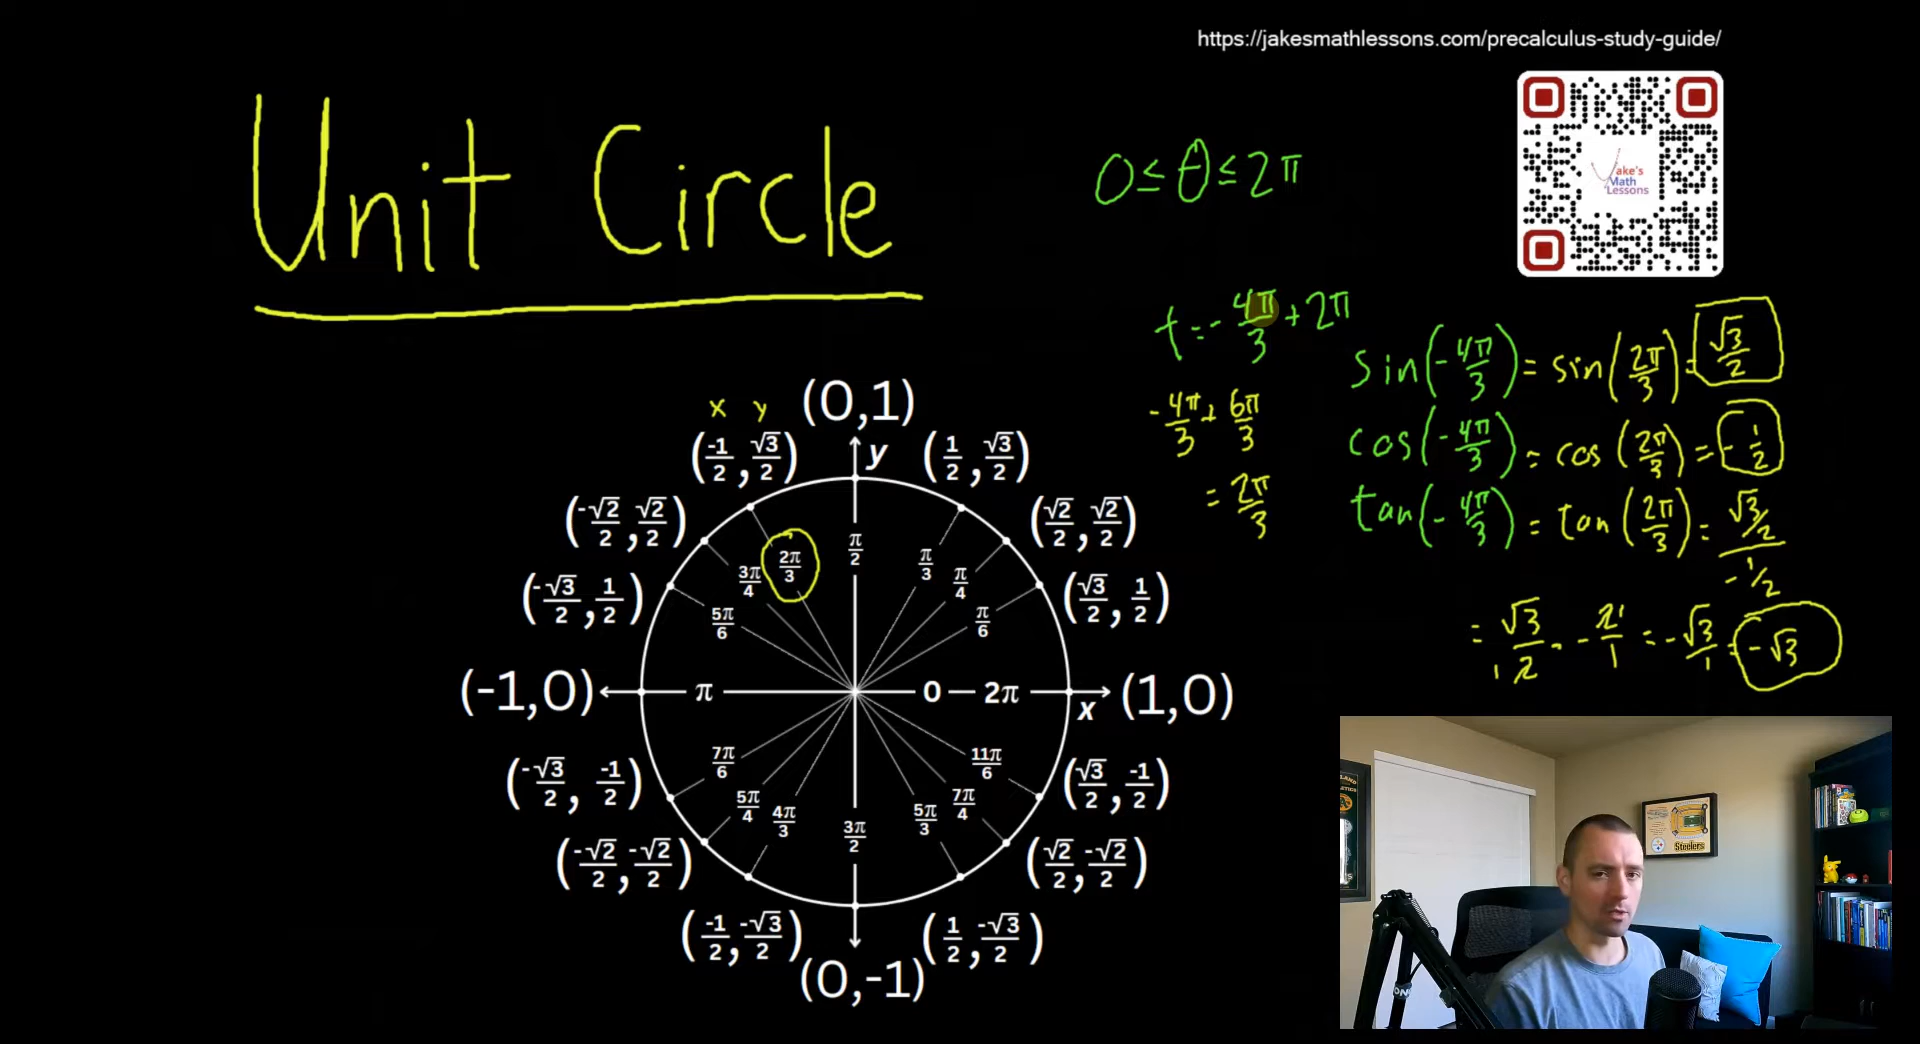 https://jakesmathlessons.com/precalculus-study-guide/
Unit Circle
0 ≤ θ ≤ 2π
Jake's
Math
Lessons
t = -4π/3 + 2π
-4π/3 + 6π/3
= 2π/3
sin(-4π/3) = sin(2π/3) = √3/2
cos(-4π/3) = cos(2π/3) = -1/2
tan(-4π/3) = tan(2π/3) = (√3/2)/(-1/2)
= √3/2 · -2/1 = -√3/1 = -√3
1
1
x y
(0,1)
y
(-1/2, √3/2)
(1/2, √3/2)
(-√2/2, √2/2)
(√2/2, √2/2)
(-√3/2, 1/2)
(√3/2, 1/2)
π/2
2π/3
π/3
3π/4
π/4
5π/6
π/6
(-1,0)
π
0
2π
x
(1,0)
7π/6
11π/6
5π/4
7π/4
4π/3
3π/2
5π/3
(-√3/2, -1/2)
(√3/2, -1/2)
(-√2/2, -√2/2)
(√2/2, -√2/2)
(-1/2, -√3/2)
(1/2, -√3/2)
(0,-1)
Steelers